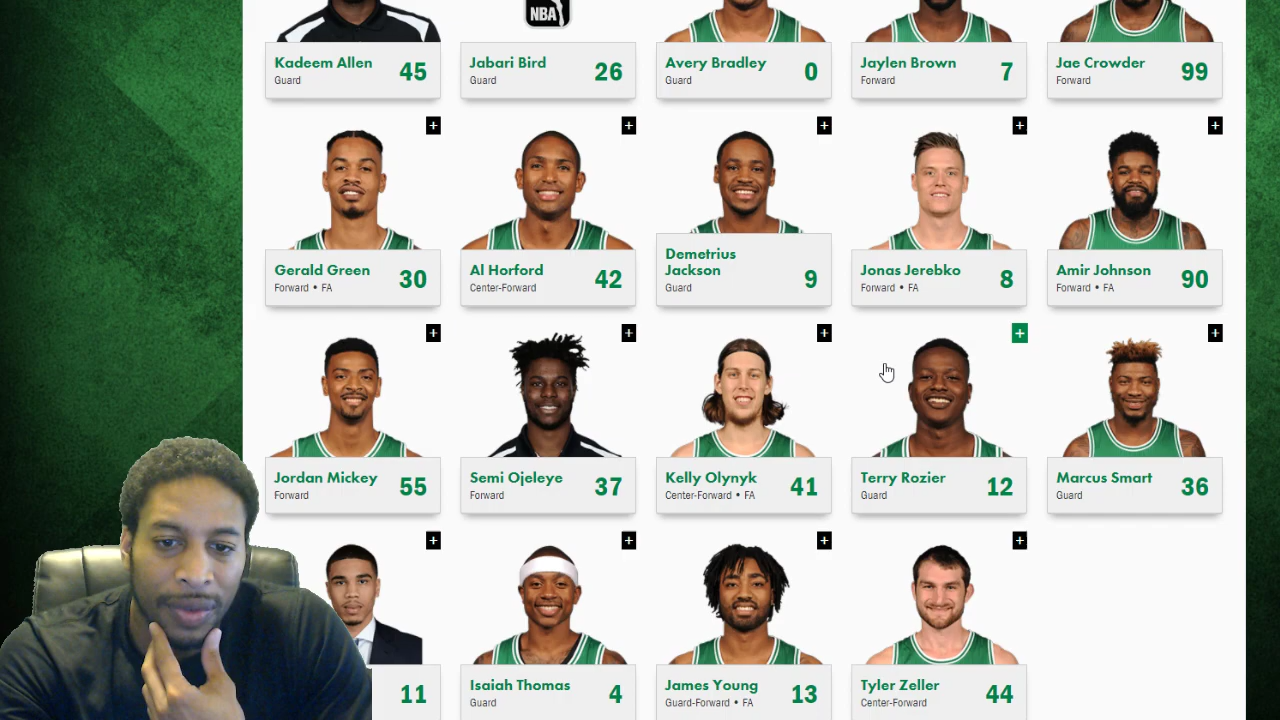 NBA
Kadeem Allen
Guard
45
Jabari Bird
Guard
26
Avery Bradley
Guard
0
Jaylen Brown
Forward
7
Jae Crowder
Forward
99
+
+
+
+
+
Gerald Green
Forward • FA
30
Al Horford
Center-Forward
42
Demetrius
Jackson
Guard
9
Jonas Jerebko
Forward • FA
8
Amir Johnson
Forward • FA
90
+
+
+
+
+
Jordan Mickey
Forward
55
Semi Ojeleye
Forward
37
Kelly Olynyk
Center-Forward • FA
41
Terry Rozier
Guard
12
Marcus Smart
Guard
36
+
+
+
+
11
Isaiah Thomas
Guard
4
James Young
Guard-Forward • FA
13
Tyler Zeller
Center-Forward
44